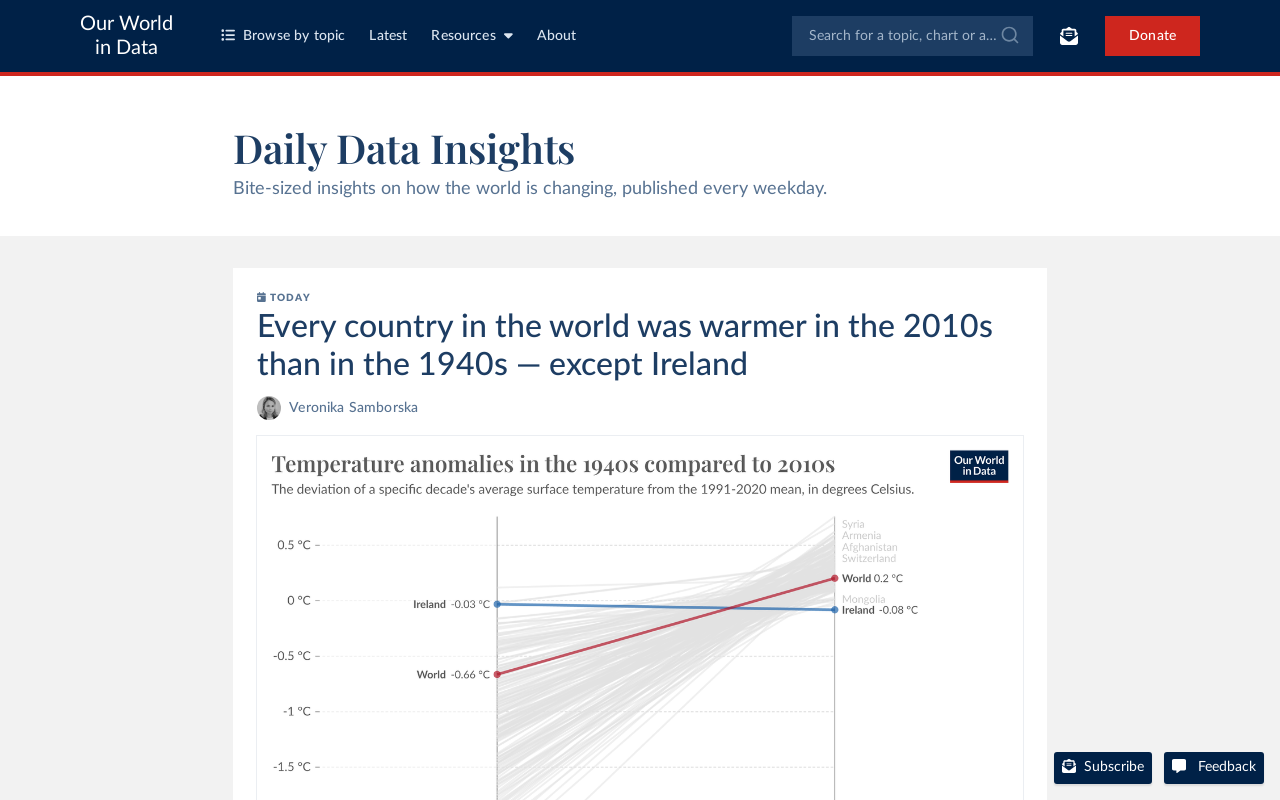 Our World
in Data
Browse by topic
Latest
Resources
About
Search for a topic, chart or a...
Donate
Daily Data Insights
Bite-sized insights on how the world is changing, published every weekday.
TODAY
Every country in the world was warmer in the 2010s
than in the 1940s — except Ireland
Veronika Samborska
Temperature anomalies in the 1940s compared to 2010s
Our World
in Data
The deviation of a specific decade's average surface temperature from the 1991-2020 mean, in degrees Celsius.
Syria
0.5 °C
Armenia
Afghanistan
Switzerland
World 0.2 °C
0 °C
Ireland -0.03 °C
Mongolia
Ireland -0.08 °C
-0.5 °C
World -0.66 °C
-1 °C
-1.5 °C
Subscribe
Feedback